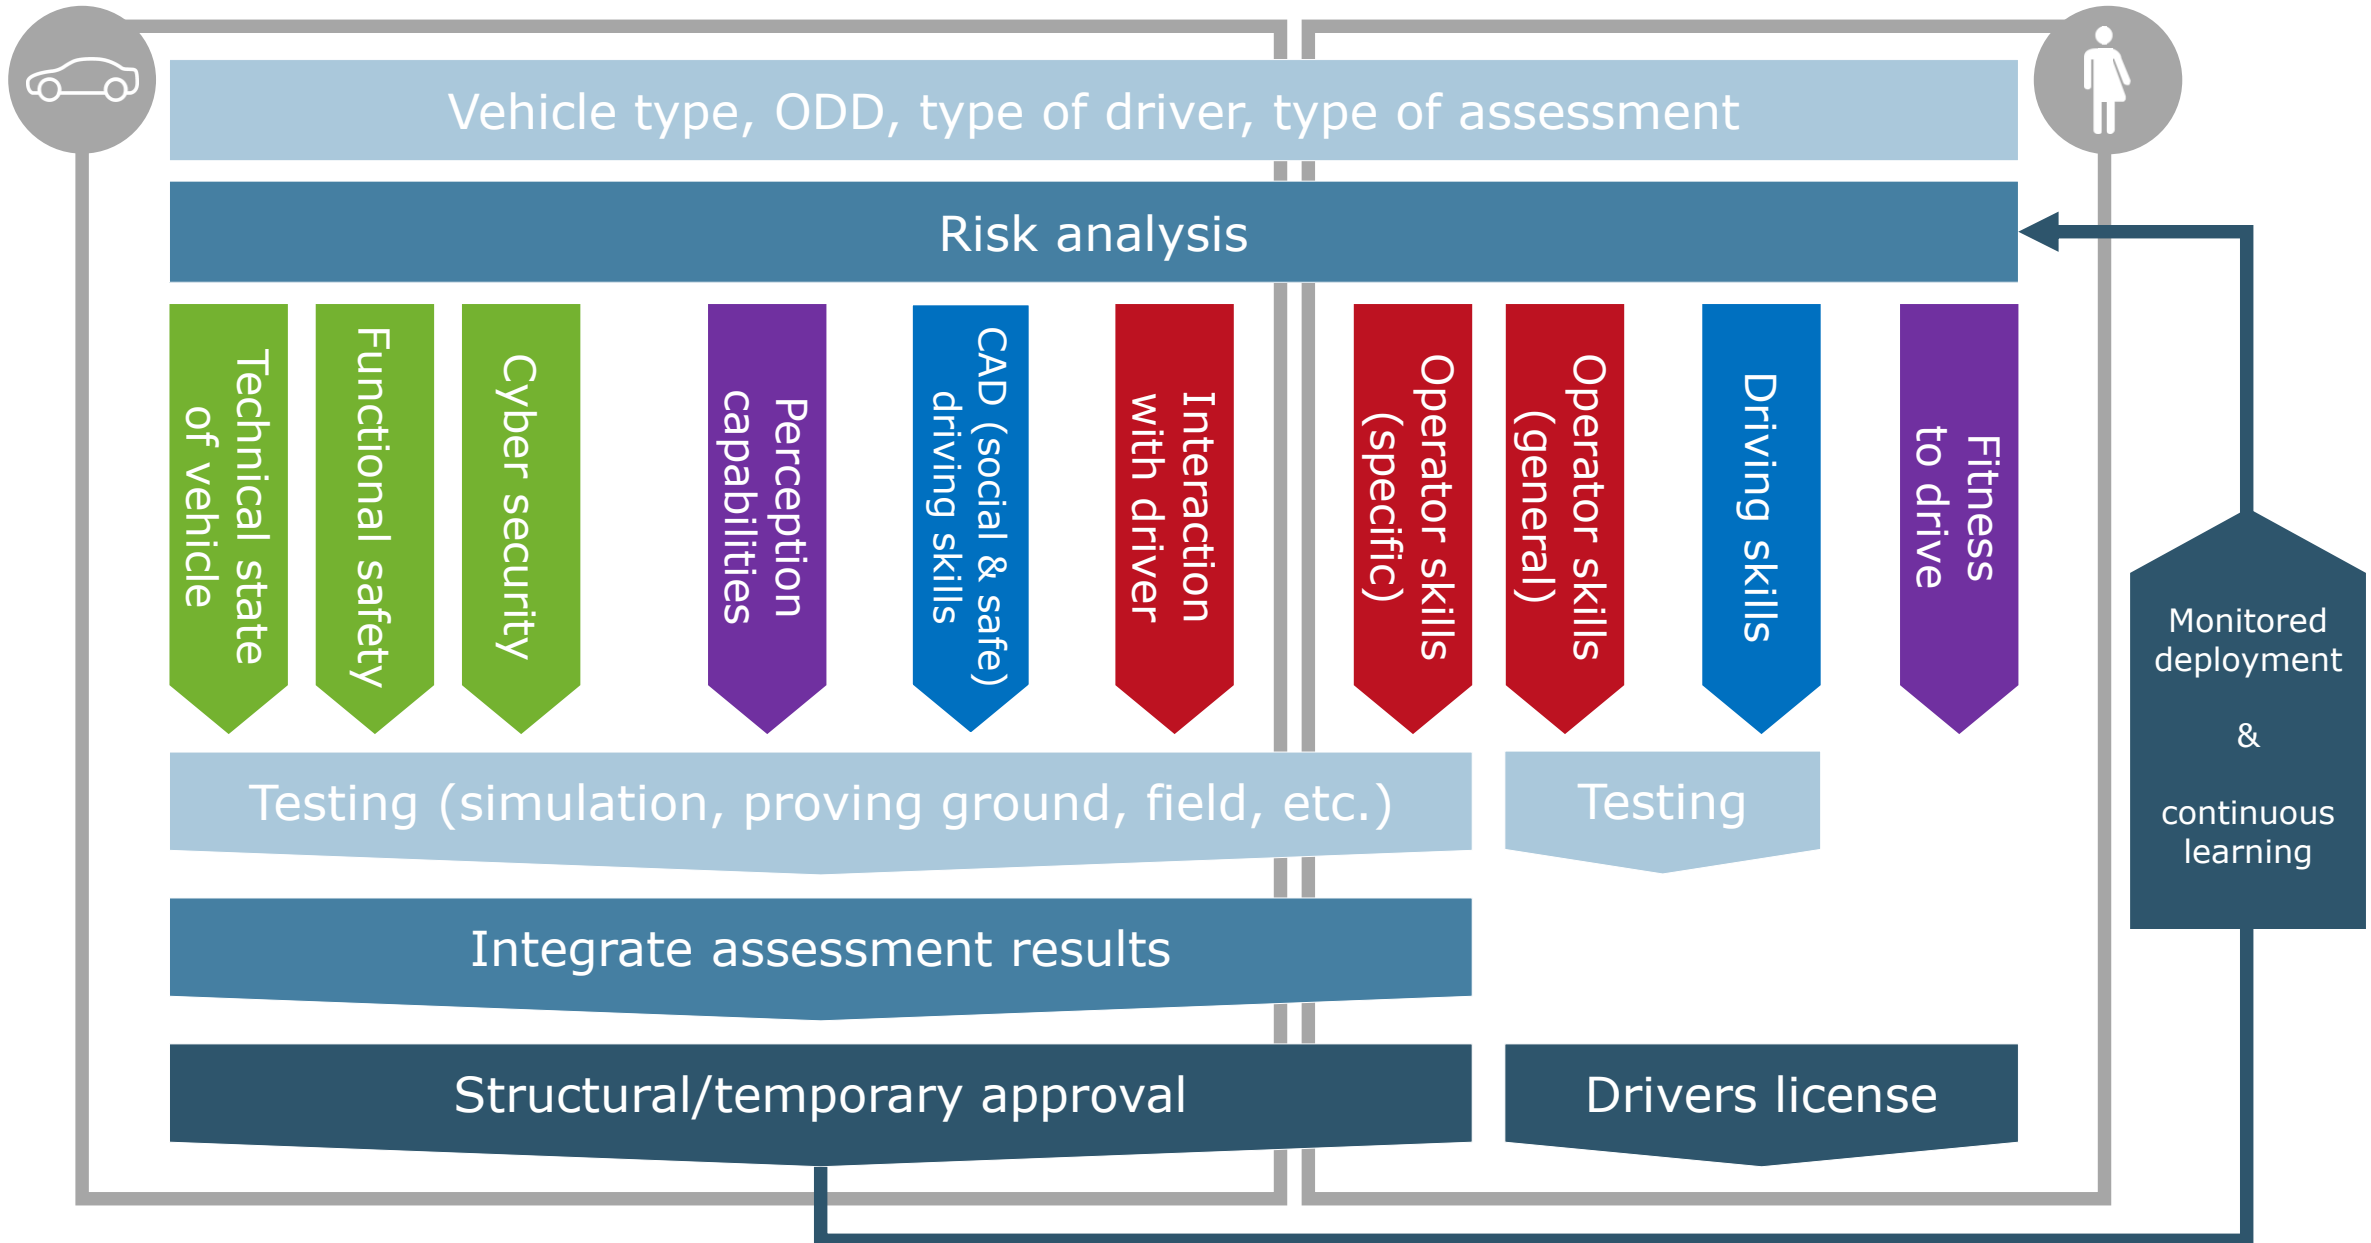 Vehicle type, ODD, type of driver, type of assessment
Risk analysis
Technical state
of vehicle
Functional safety
Cyber security
Perception
capabilities
CAD (social & safe)
driving skills
Interaction
with driver
Operator skills
(specific)
Operator skills
(general)
Driving skills
Fitness
to drive
Testing (simulation, proving ground, field, etc.)
Testing
Integrate assessment results
Structural/temporary approval
Drivers license
Monitored
deployment
&
continuous
learning